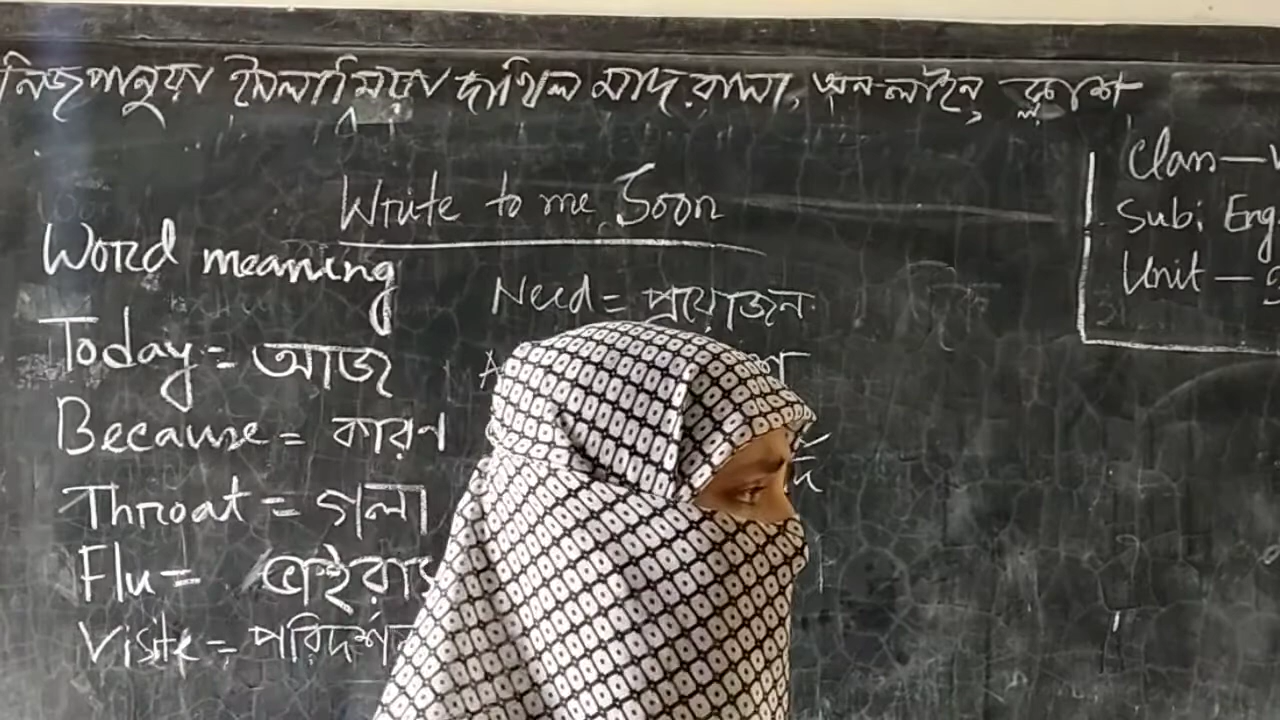 নিজপানুয়া ইসলামিয়া দাখিল মাদরাসা, অনলাইন ক্লাশ
Write to me Soon
Class —
Sub: Eng
Unit —
Word meaning
Today = আজ
Because = কারণ
Throat = গলা
Flu = ভাইরাস
Visite = পরিদর্শন
Need = প্রয়োজন